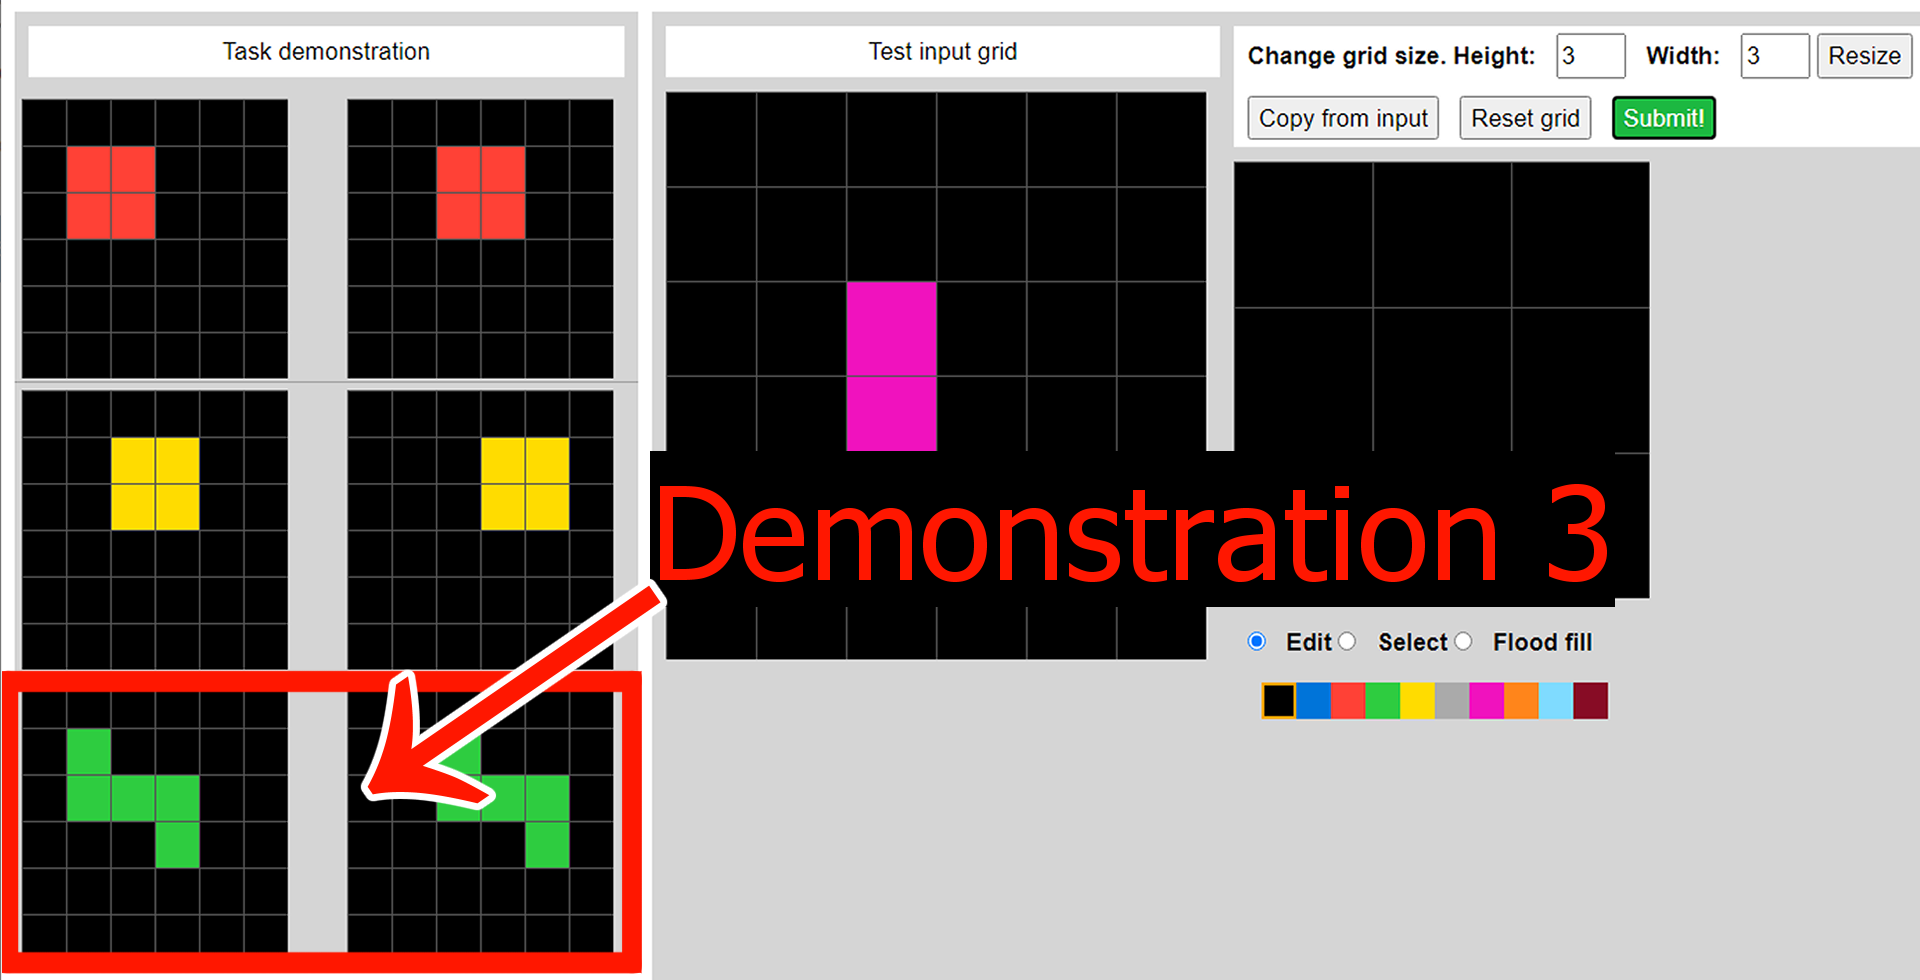 Task demonstration
Test input grid
Change grid size. Height: 3 Width: 3 Resize
Copy from input Reset grid Submit!
Demonstration 3
Edit Select Flood fill